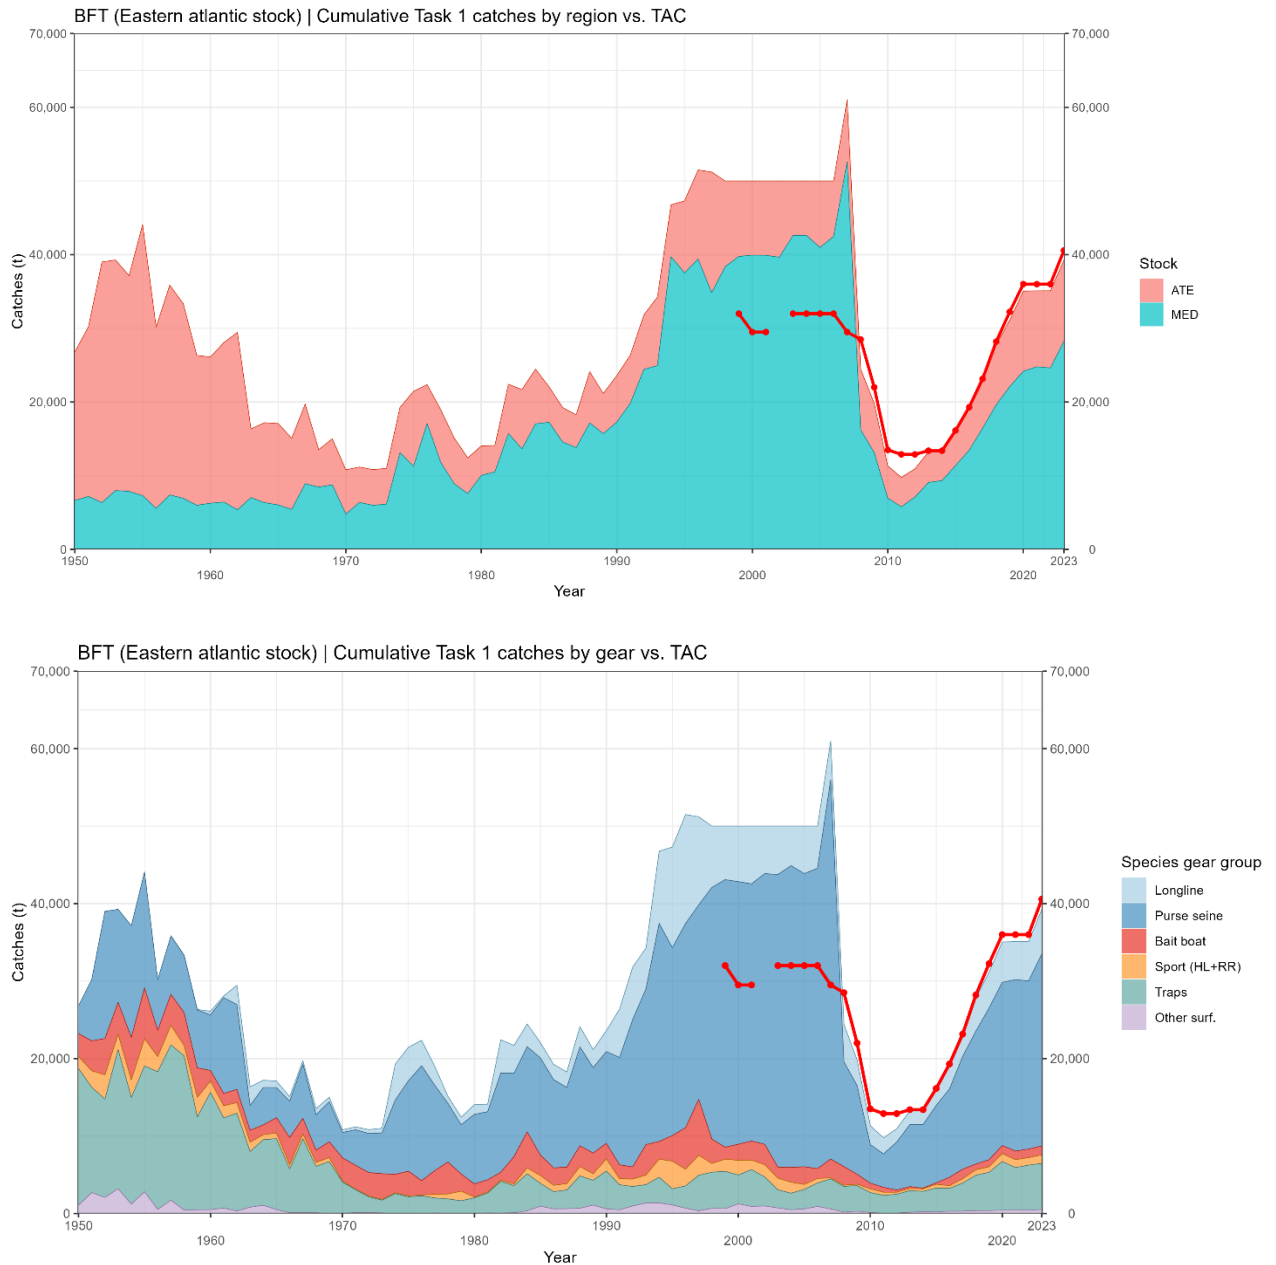 BFT (Eastern atlantic stock) | Cumulative Task 1 catches by region vs. TAC
70,000
70,000
60,000
60,000
40,000
40,000
20,000
20,000
0
0
Catches (t)
1950
1960
1970
1980
1990
2000
2010
2020
2023
Year
Stock
ATE
MED
BFT (Eastern atlantic stock) | Cumulative Task 1 catches by gear vs. TAC
70,000
70,000
60,000
60,000
40,000
40,000
20,000
20,000
0
0
Catches (t)
1950
1960
1970
1980
1990
2000
2010
2020
2023
Year
Species gear group
Longline
Purse seine
Bait boat
Sport (HL+RR)
Traps
Other surf.